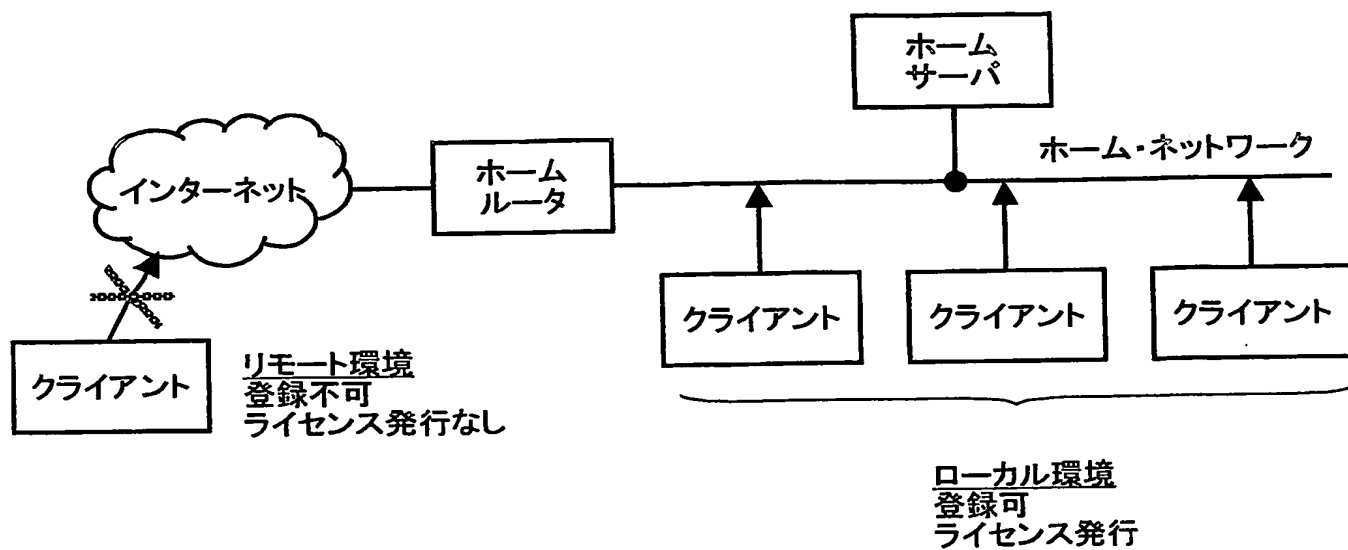 ホーム
サーバ
ホーム・ネットワーク
インターネット
ホーム
ルータ
クライアント
クライアント
クライアント
クライアント
リモート環境
登録不可
ライセンス発行なし
ローカル環境
登録可
ライセンス発行